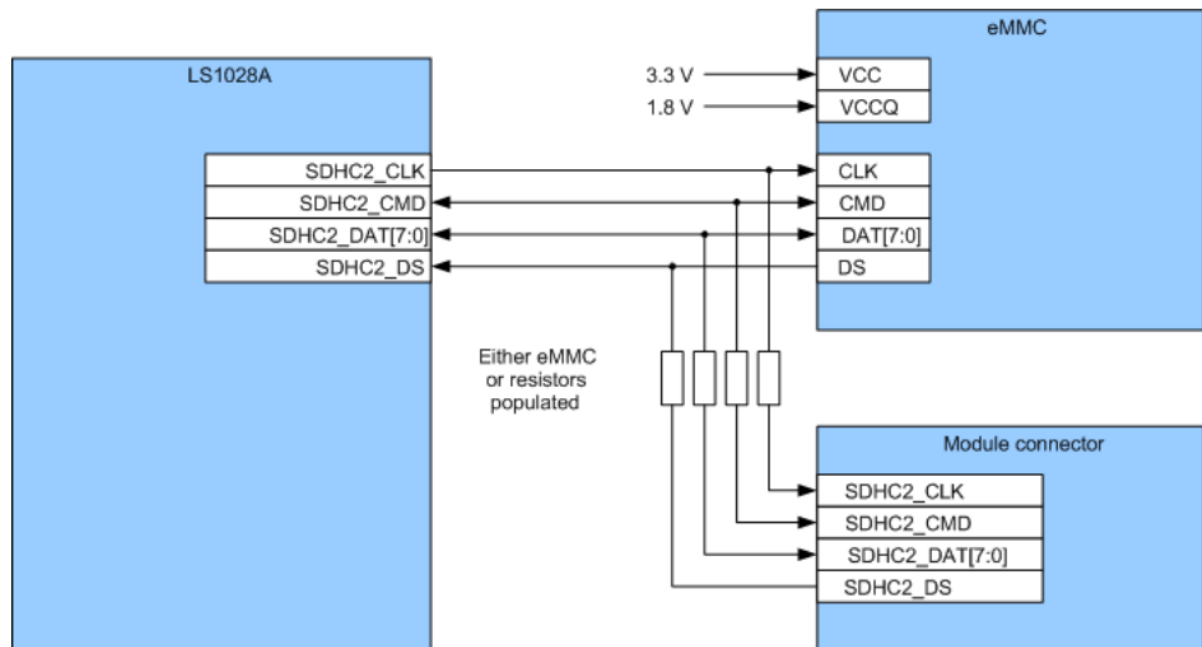 eMMC
LS1028A
3.3 V
VCC
1.8 V
VCCQ
SDHC2_CLK
CLK
SDHC2_CMD
CMD
SDHC2_DAT[7:0]
DAT[7:0]
SDHC2_DS
DS
Either eMMC
or resistors
populated
Module connector
SDHC2_CLK
SDHC2_CMD
SDHC2_DAT[7:0]
SDHC2_DS